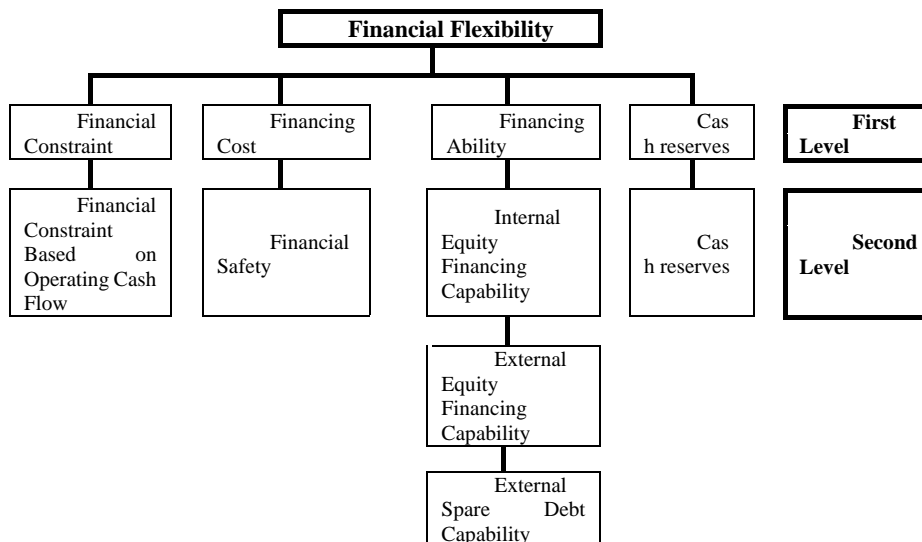 Financial Flexibility
Financial
Constraint
Financing
Cost
Financing
Ability
Cas
h reserves
First
Level
Financial
Constraint
Based on
Operating Cash
Flow
Financial
Safety
Internal
Equity
Financing
Capability
Cas
h reserves
Second
Level
External
Equity
Financing
Capability
External
Spare Debt
Capability